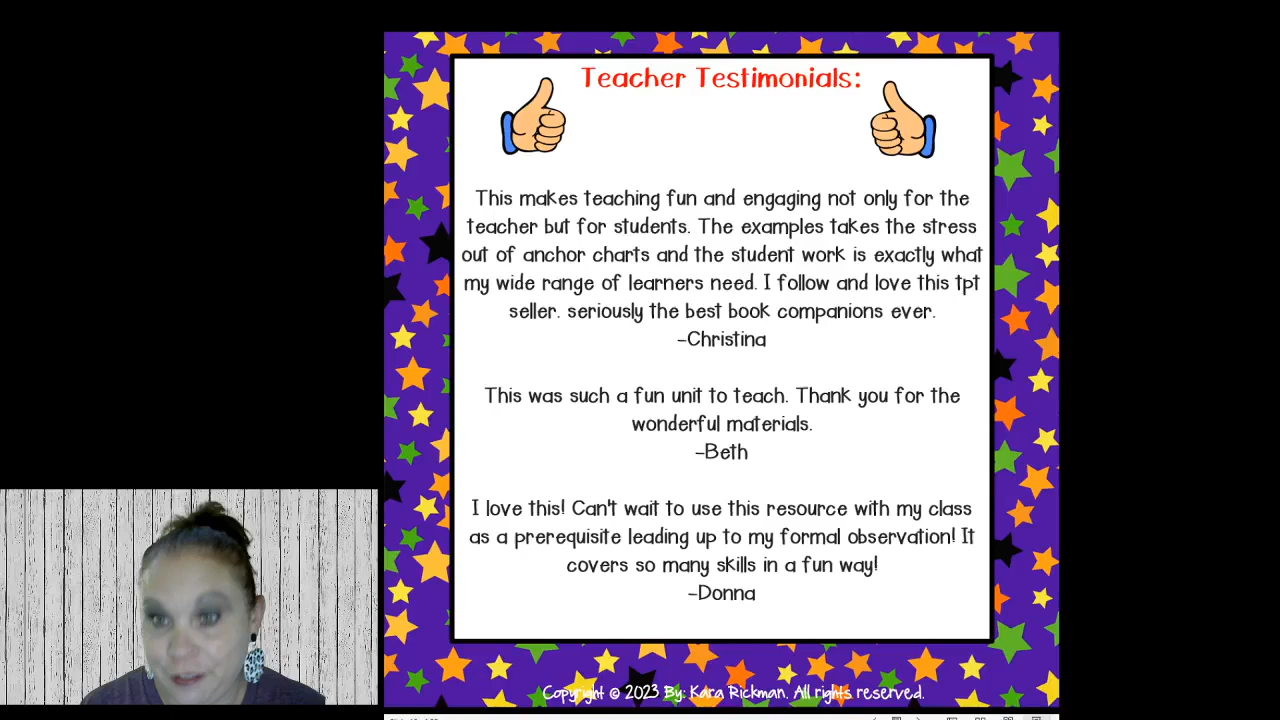 Teacher Testimonials:
This makes teaching fun and engaging not only for the
teacher but for students. The examples takes the stress
out of anchor charts and the student work is exactly what
my wide range of learners need. I follow and love this tpt
seller. seriously the best book companions ever.
-Christina
This was such a fun unit to teach. Thank you for the
wonderful materials.
-Beth
I love this! Can't wait to use this resource with my class
as a prerequisite leading up to my formal observation! It
covers so many skills in a fun way!
-Donna
Copyright © 2023 By: Kara Rickman. All rights reserved.